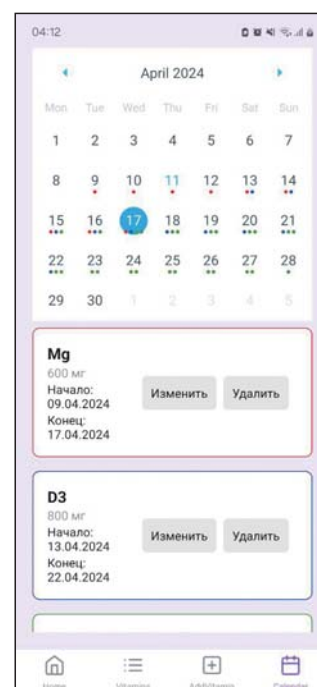 04:12
April 2024
Mon Tue Wed Thu Fri Sat Sun
1 2 3 4 5 6 7
8 9 10 11 12 13 14
15 16 17 18 19 20 21
22 23 24 25 26 27 28
29 30 1 2 3 4 5
Mg
600 мг
Начало:
09.04.2024
Конец:
17.04.2024
Изменить Удалить
D3
800 мг
Начало:
13.04.2024
Конец:
22.04.2024
Изменить Удалить
Home Vitamins Calendar